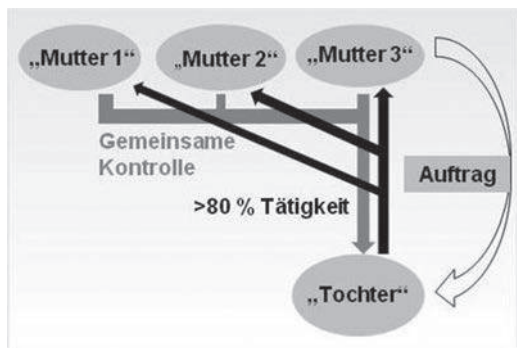 „Mutter 1“
„Mutter 2“
„Mutter 3“
Gemeinsame
Kontrolle
Auftrag
>80 % Tätigkeit
„Tochter“